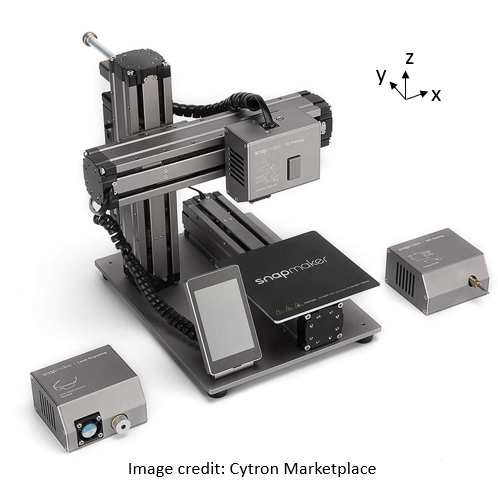 z
y
x
snapmaker | 3D Printing
snapmaker
snapmaker | CNC Carving
snapmaker | Laser Engraving
Image credit: Cytron Marketplace